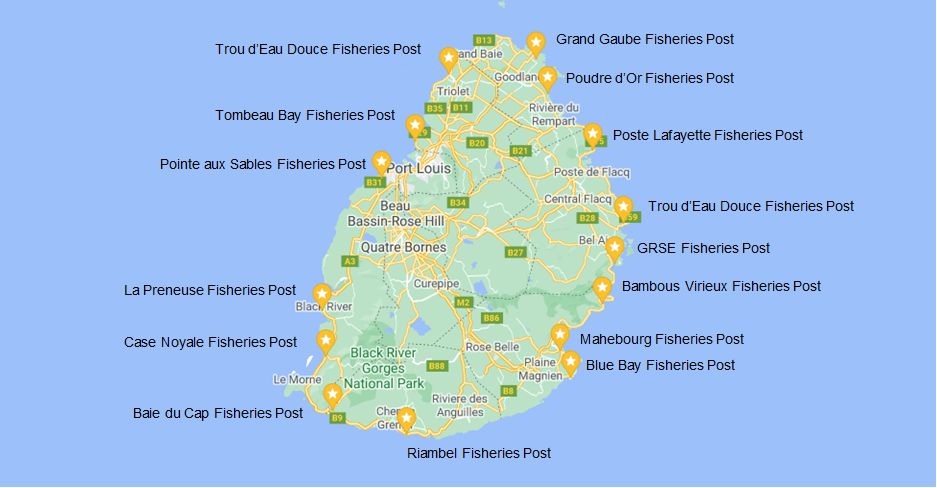 B13
Grand Gaube Fisheries Post
Trou d'Eau Douce Fisheries Post
and Baie
Goodlan
Poudre d'Or Fisheries Post
Triolet
B35
B11
Rivière du
Rempart
Tombeau Bay Fisheries Post
Poste Lafayette Fisheries Post
B20
B21
Pointe aux Sables Fisheries Post
Port Louis
Poste de Flacq
B31
Beau
Bassin-Rose Hill
B34
Central Flacq
Trou d'Eau Douce Fisheries Post
B28
B59
Quatre Bornes
B27
Bel A
GRSE Fisheries Post
A3
Curepipe
La Preneuse Fisheries Post
Bambous Virieux Fisheries Post
Black River
M2
B86
Case Noyale Fisheries Post
Mahebourg Fisheries Post
Rose Belle
Black River
Gorges
National Park
B88
Plaine
Magnien
Blue Bay Fisheries Post
Le Morne
B8
Baie du Cap Fisheries Post
B9
Che
Gren
Riviere des
Anguilles
Riambel Fisheries Post